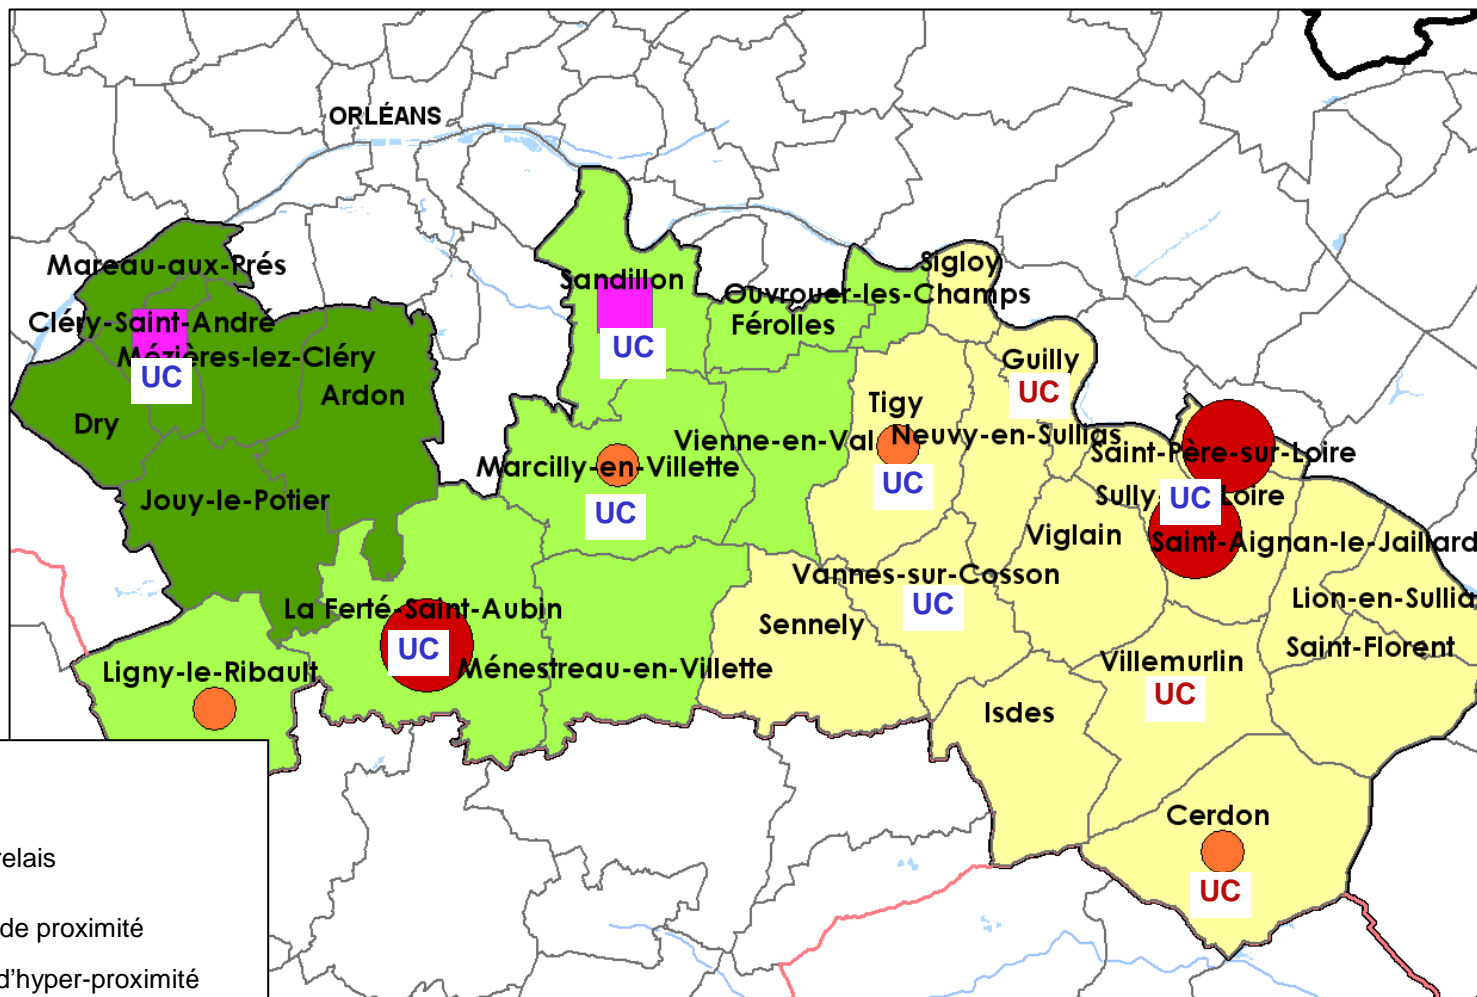 ORLÉANS
Mareau-aux-Prés
Sigloy
Sandillon
Ouvrouer-les-Champs
Cléry-Saint-André
Férolles
UC
Mézières-lez-Cléry
Guilly
UC
UC
Ardon
Tigy
Dry
Vienne-en-Val
Neuvy-en-Sullias
Saint-Père-sur-Loire
Marcilly-en-Villette
UC
Sully- Loire
UC
Jouy-le-Potier
UC
Viglain
Saint-Aignan-le-Jaillard
Vannes-sur-Cosson
UC
Lion-en-Sullia
La Ferté-Saint-Aubin
Sennely
UC
Saint-Florent
Ligny-le-Ribault
Ménestreau-en-Villette
Villemurlin
UC
Isdes
Cerdon
UC
relais
de proximité
d'hyper-proximité